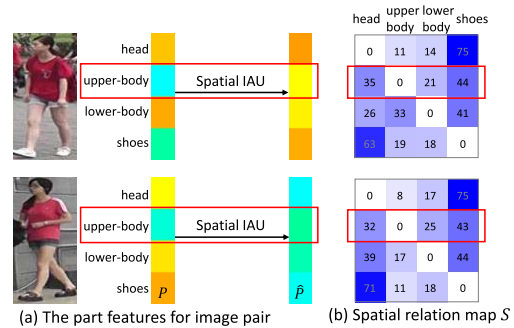 head upper body lower body shoes
head
upper-body
Spatial IAU
lower-body
shoes
0 11 14 75
35 0 21 44
26 33 0 41
63 19 18 0
head
upper-body
Spatial IAU
lower-body
shoes
P
P̂
0 8 17 75
32 0 25 43
39 17 0 44
71 11 18 0
(a) The part features for image pair
(b) Spatial relation map S